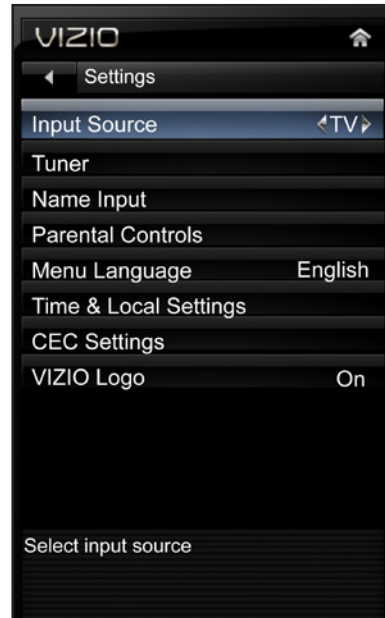 VIZIO
Settings
Input Source TV
Tuner
Name Input
Parental Controls
Menu Language English
Time & Local Settings
CEC Settings
VIZIO Logo On
Select input source